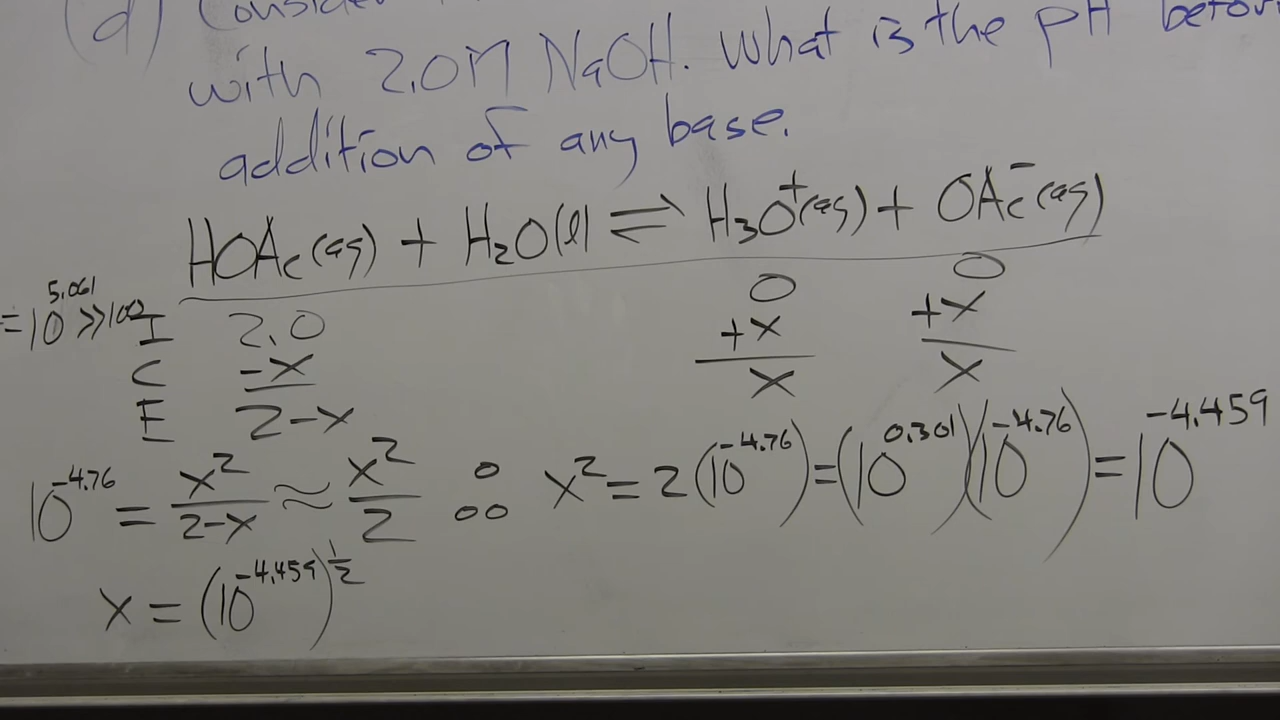 (d) Consider
with 2.0M NaOH. What is the pH befor
addition of any base.
HOAc(aq) + H₂O(l) ⇌ H₃O⁺(aq) + OAc⁻(aq)
= 10^5.061 >> 100
I 2.0 0 0
C -x +x +x
E 2-x x x
10^-4.76 = x²/(2-x) ≈ x²/2 ∴ x² = 2(10^-4.76) = (10^0.301)(10^-4.76) = 10^-4.459
x = (10^-4.459)^1/2